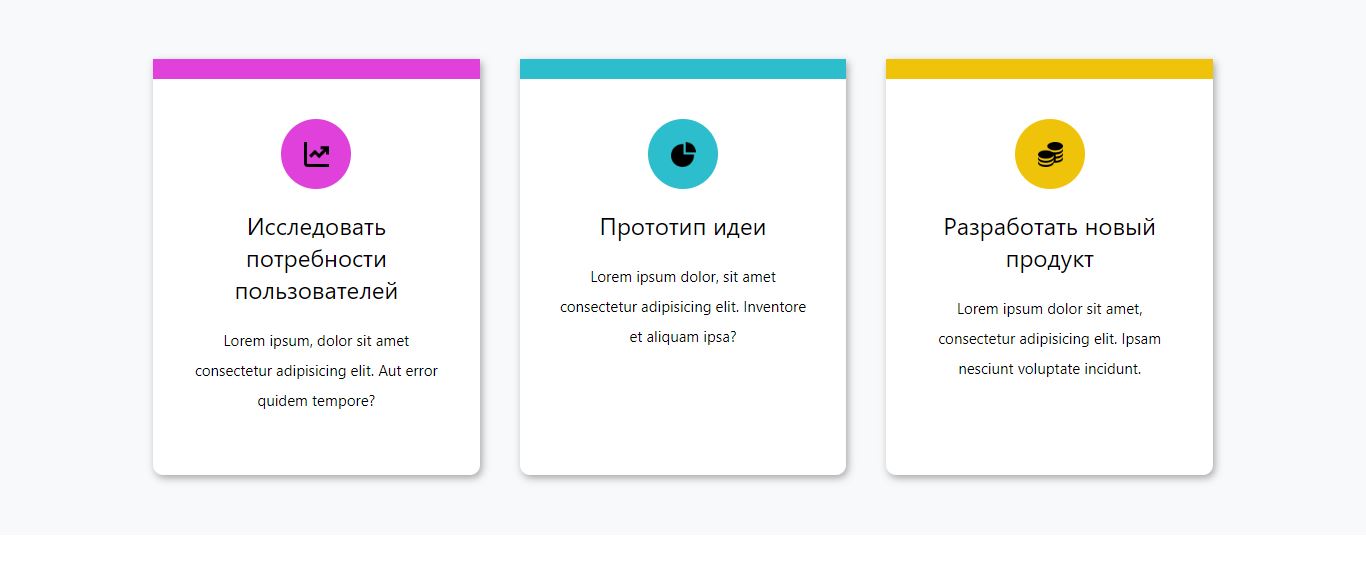 Исследовать
потребности
пользователей
Lorem ipsum, dolor sit amet
consectetur adipisicing elit. Aut error
quidem tempore?
Прототип идеи
Lorem ipsum dolor, sit amet
consectetur adipisicing elit. Inventore
et aliquam ipsa?
Разработать новый
продукт
Lorem ipsum dolor sit amet,
consectetur adipisicing elit. Ipsam
nesciunt voluptate incidunt.